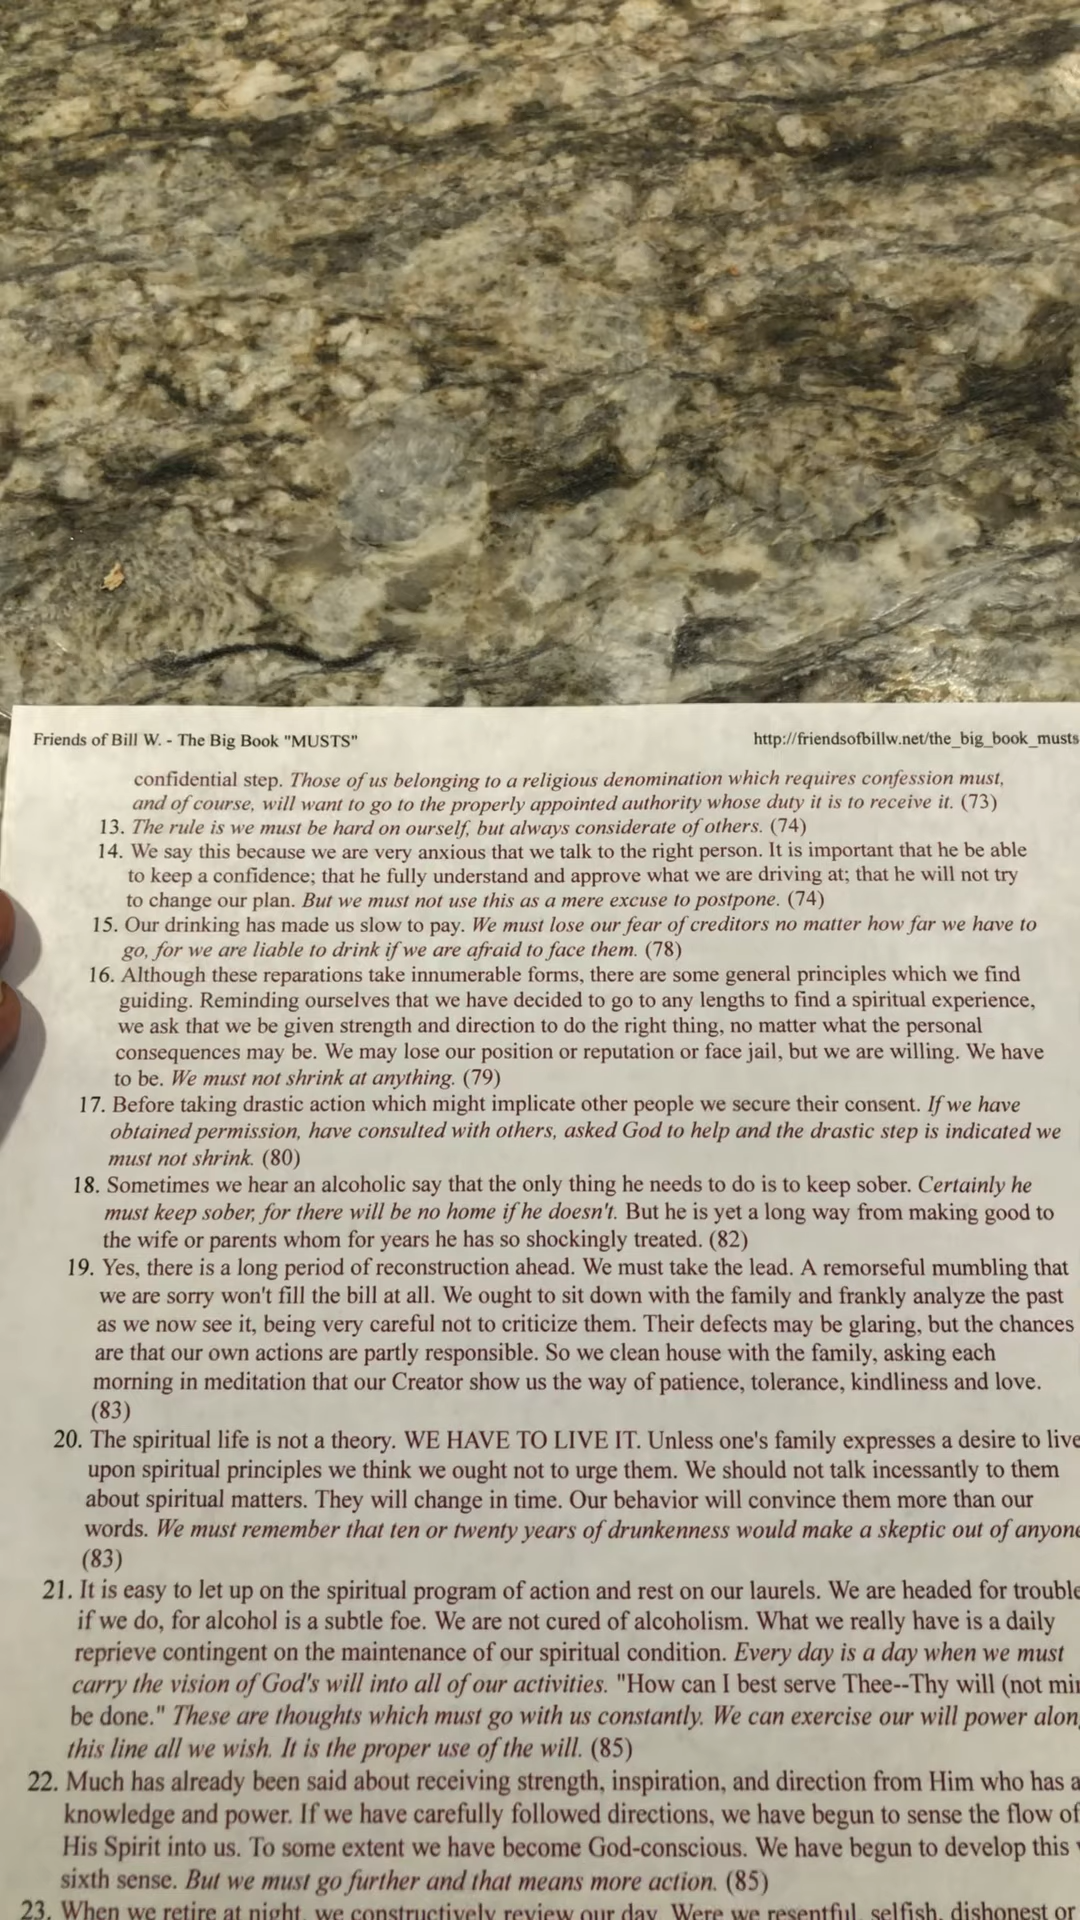 Friends of Bill W. - The Big Book "MUSTS"
http://friendsofbillw.net/the_big_book_musts
confidential step. Those of us belonging to a religious denomination which requires confession must,
and of course, will want to go to the properly appointed authority whose duty it is to receive it. (73)
13. The rule is we must be hard on ourself, but always considerate of others. (74)
14. We say this because we are very anxious that we talk to the right person. It is important that he be able
to keep a confidence; that he fully understand and approve what we are driving at; that he will not try
to change our plan. But we must not use this as a mere excuse to postpone. (74)
15. Our drinking has made us slow to pay. We must lose our fear of creditors no matter how far we have to
go, for we are liable to drink if we are afraid to face them. (78)
16. Although these reparations take innumerable forms, there are some general principles which we find
guiding. Reminding ourselves that we have decided to go to any lengths to find a spiritual experience,
we ask that we be given strength and direction to do the right thing, no matter what the personal
consequences may be. We may lose our position or reputation or face jail, but we are willing. We have
to be. We must not shrink at anything. (79)
17. Before taking drastic action which might implicate other people we secure their consent. If we have
obtained permission, have consulted with others, asked God to help and the drastic step is indicated we
must not shrink. (80)
18. Sometimes we hear an alcoholic say that the only thing he needs to do is to keep sober. Certainly he
must keep sober, for there will be no home if he doesn't. But he is yet a long way from making good to
the wife or parents whom for years he has so shockingly treated. (82)
19. Yes, there is a long period of reconstruction ahead. We must take the lead. A remorseful mumbling that
we are sorry won't fill the bill at all. We ought to sit down with the family and frankly analyze the past
as we now see it, being very careful not to criticize them. Their defects may be glaring, but the chances
are that our own actions are partly responsible. So we clean house with the family, asking each
morning in meditation that our Creator show us the way of patience, tolerance, kindliness and love.
(83)
20. The spiritual life is not a theory. WE HAVE TO LIVE IT. Unless one's family expresses a desire to live
upon spiritual principles we think we ought not to urge them. We should not talk incessantly to them
about spiritual matters. They will change in time. Our behavior will convince them more than our
words. We must remember that ten or twenty years of drunkenness would make a skeptic out of anyone
(83)
21. It is easy to let up on the spiritual program of action and rest on our laurels. We are headed for trouble
if we do, for alcohol is a subtle foe. We are not cured of alcoholism. What we really have is a daily
reprieve contingent on the maintenance of our spiritual condition. Every day is a day when we must
carry the vision of God's will into all of our activities. "How can I best serve Thee--Thy will (not
be done." These are thoughts which must go with us constantly. We can exercise our will power
this line all we wish. It is the proper use of the will. (85)
22. Much has already been said about receiving strength, inspiration, and direction from Him who has
knowledge and power. If we have carefully followed directions, we have begun to sense the flow of
His Spirit into us. To some extent we have become God-conscious. We have begun to develop this
sixth sense. But we must go further and that means more action. (85)
23. When we retire at night, we constructively review our day. Were we resentful, selfish, dishonest or